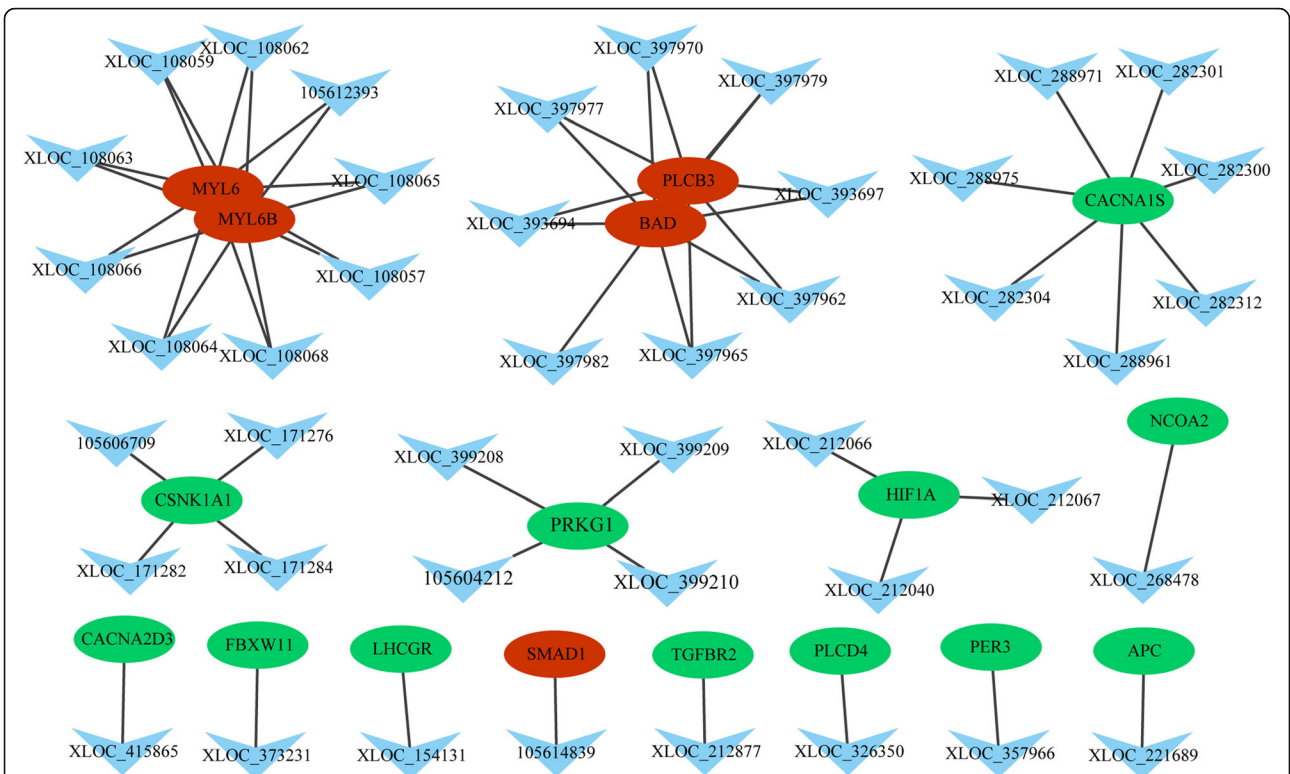 XLOC_108059
XLOC_108062
105612393
XLOC_108063
XLOC_108065
MYL6
MYL6B
XLOC_108066
XLOC_108057
XLOC_108064
XLOC_108068
XLOC_397970
XLOC_397979
XLOC_397977
PLCB3
XLOC_393697
XLOC_393694
BAD
XLOC_397962
XLOC_397982
XLOC_397965
XLOC_288971
XLOC_282301
XLOC_288975
XLOC_282300
CACNA1S
XLOC_282304
XLOC_282312
XLOC_288961
105606709
XLOC_171276
CSNK1A1
XLOC_171282
XLOC_171284
XLOC_399208
XLOC_399209
PRKG1
105604212
XLOC_399210
XLOC_212066
HIF1A
XLOC_212067
XLOC_212040
NCOA2
XLOC_268478
CACNA2D3
FBXW11
LHCGR
SMAD1
TGFBR2
PLCD4
PER3
APC
XLOC_415865
XLOC_373231
XLOC_154131
105614839
XLOC_212877
XLOC_326350
XLOC_357966
XLOC_221689